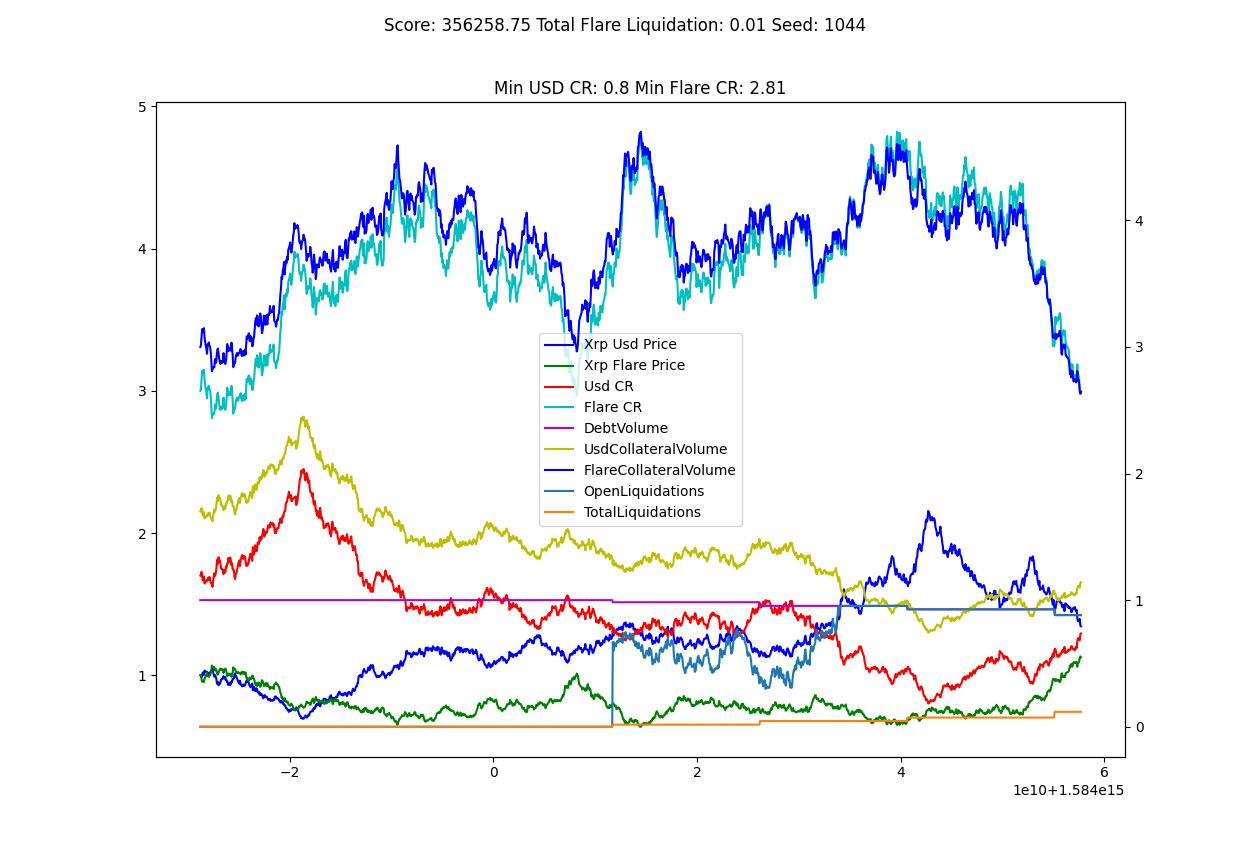 Score: 356258.75 Total Flare Liquidation: 0.01 Seed: 1044
Min USD CR: 0.8 Min Flare CR: 2.81
5
4
3
2
1
4
3
2
1
0
Xrp Usd Price
Xrp Flare Price
Usd CR
Flare CR
DebtVolume
UsdCollateralVolume
FlareCollateralVolume
OpenLiquidations
TotalLiquidations
−2 0 2 4 6
1e10+1.584e15